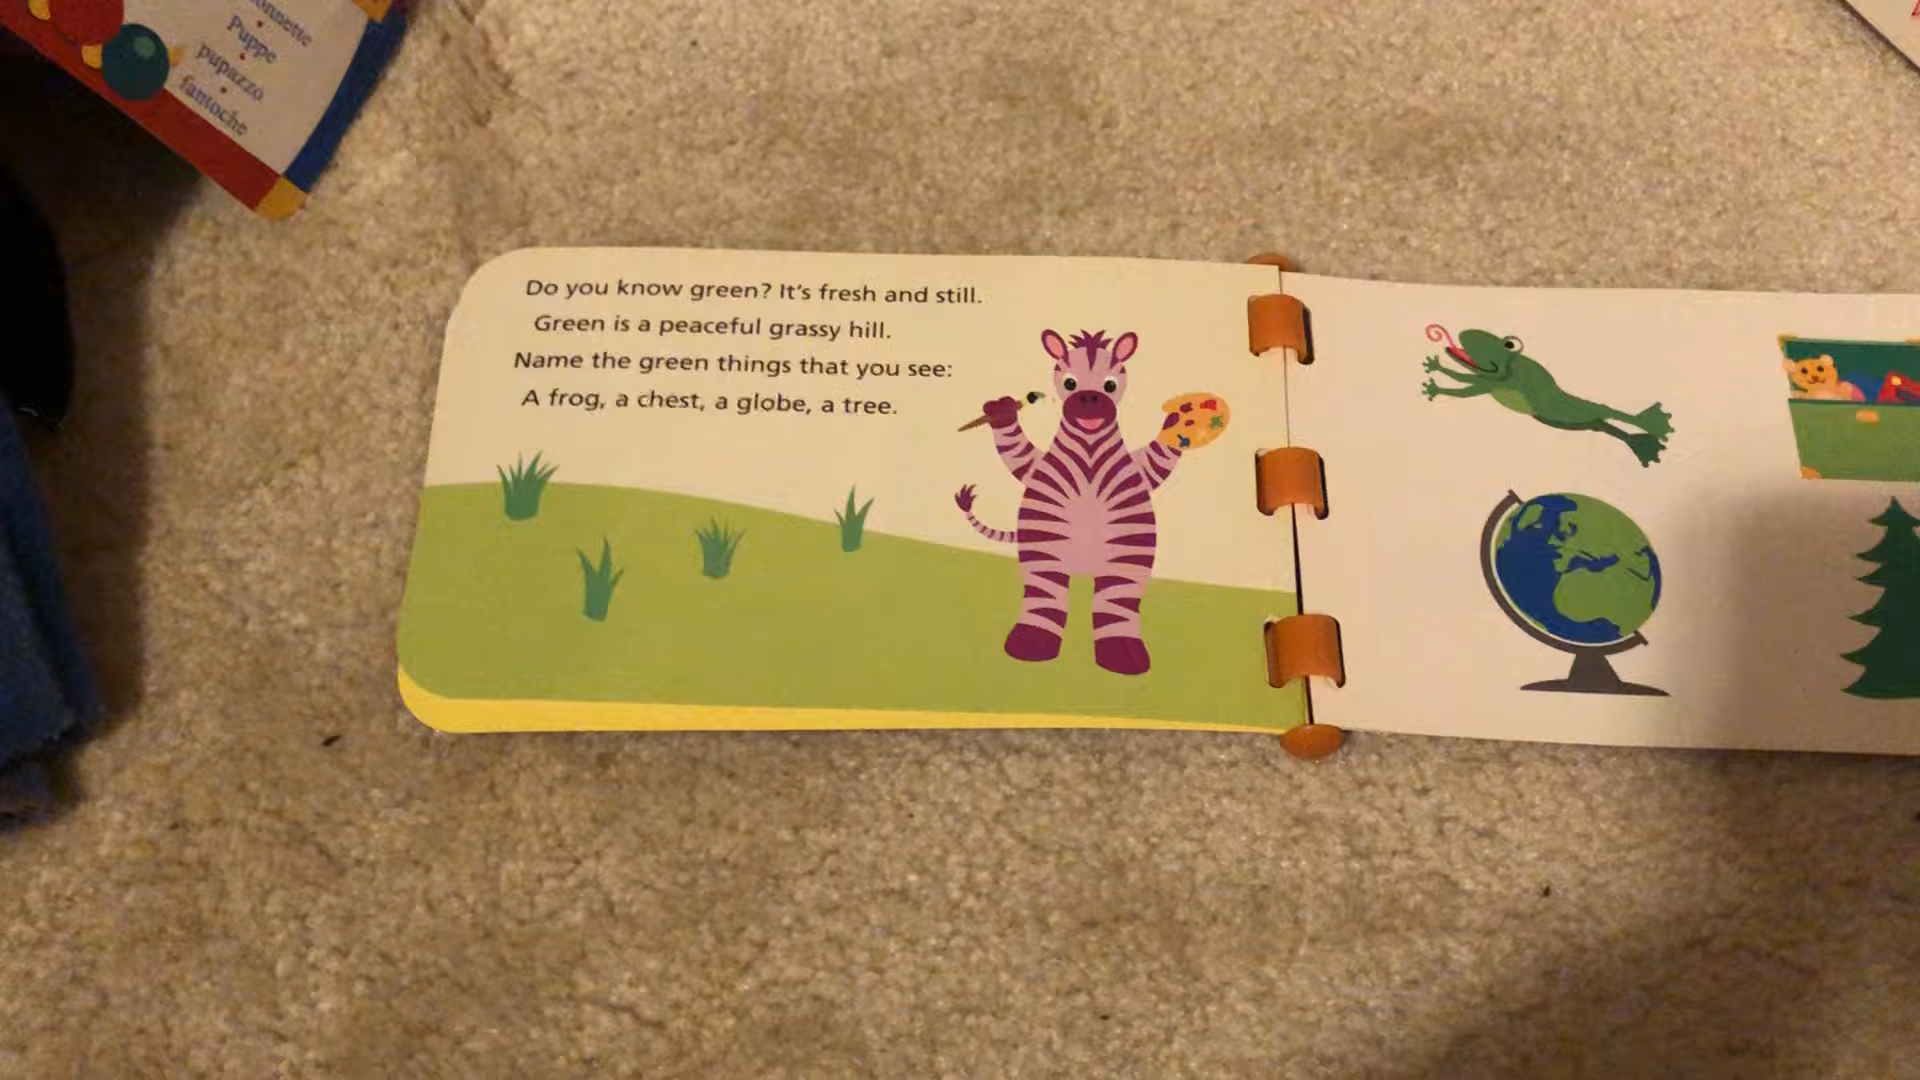 Puppe
pupazzo
fantoche
Do you know green? It's fresh and still.
Green is a peaceful grassy hill.
Name the green things that you see:
A frog, a chest, a globe, a tree.